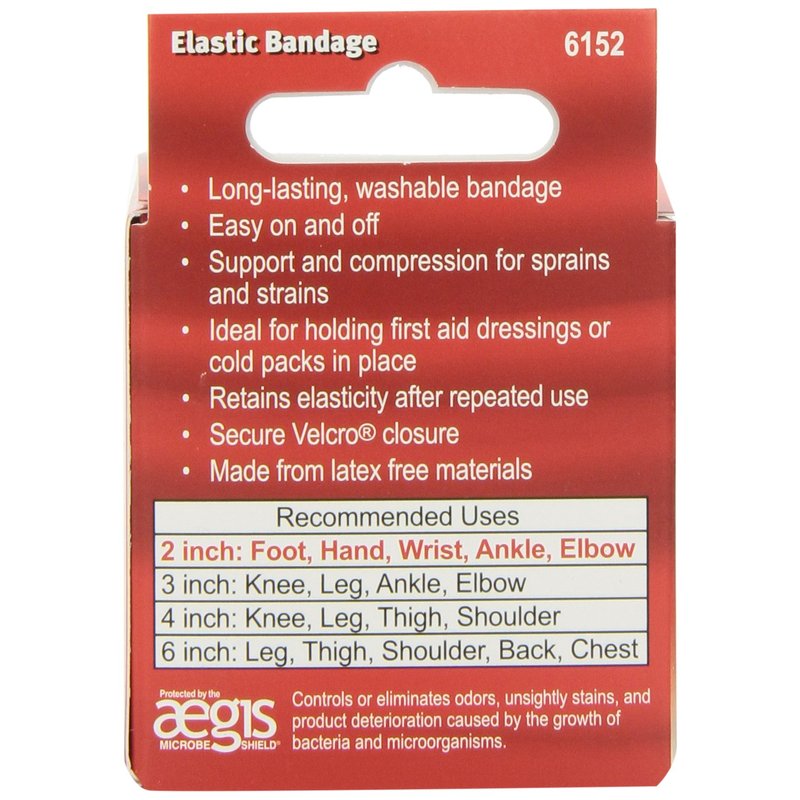 Elastic Bandage 6152
• Long-lasting, washable bandage
• Easy on and off
• Support and compression for sprains
and strains
• Ideal for holding first aid dressings or
cold packs in place
• Retains elasticity after repeated use
• Secure Velcro® closure
• Made from latex free materials
Recommended Uses
2 inch: Foot, Hand, Wrist, Ankle, Elbow
3 inch: Knee, Leg, Ankle, Elbow
4 inch: Knee, Leg, Thigh, Shoulder
6 inch: Leg, Thigh, Shoulder, Back, Chest
Protected by the
ægis
MICROBE SHIELD®
Controls or eliminates odors, unsightly stains, and
product deterioration caused by the growth of
bacteria and microorganisms.